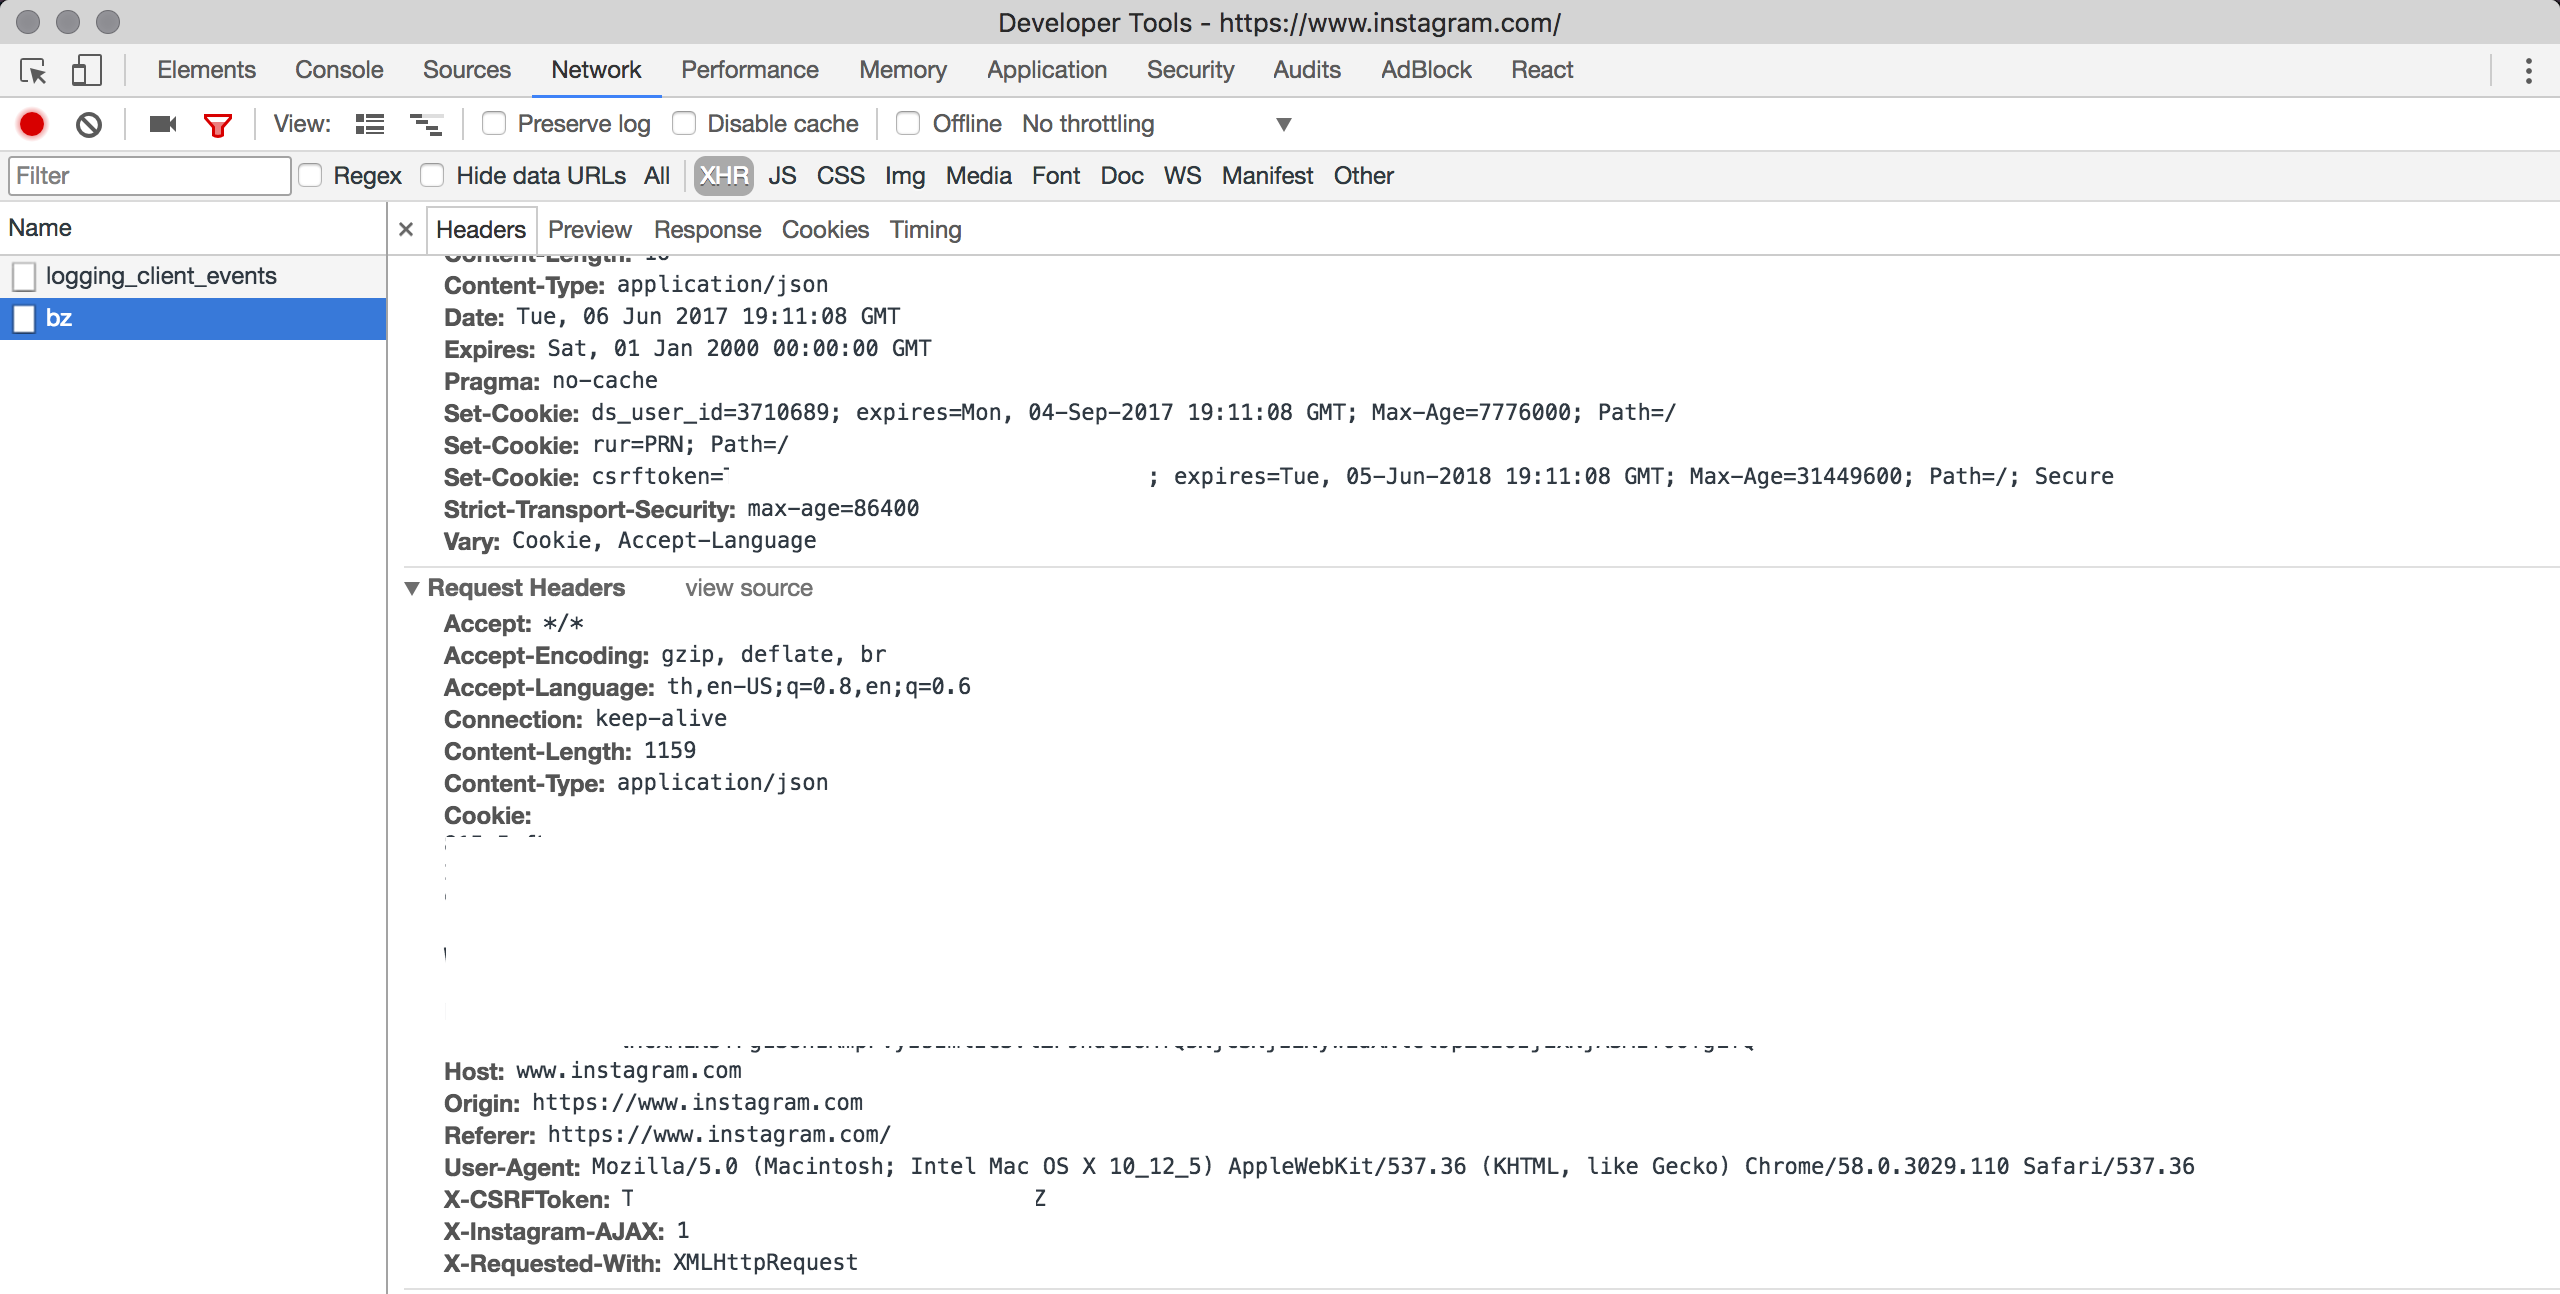 Developer Tools - https://www.instagram.com/
Elements Console Sources Network Performance Memory Application Security Audits AdBlock React
View: Preserve log Disable cache Offline No throttling
Filter Regex Hide data URLs All XHR JS CSS Img Media Font Doc WS Manifest Other
Name
logging_client_events
bz
× Headers Preview Response Cookies Timing
Content-Length:
Content-Type: application/json
Date: Tue, 06 Jun 2017 19:11:08 GMT
Expires: Sat, 01 Jan 2000 00:00:00 GMT
Pragma: no-cache
Set-Cookie: ds_user_id=3710689; expires=Mon, 04-Sep-2017 19:11:08 GMT; Max-Age=7776000; Path=/
Set-Cookie: rur=PRN; Path=/
Set-Cookie: csrftoken= ; expires=Tue, 05-Jun-2018 19:11:08 GMT; Max-Age=31449600; Path=/; Secure
Strict-Transport-Security: max-age=86400
Vary: Cookie, Accept-Language
Request Headers view source
Accept: */*
Accept-Encoding: gzip, deflate, br
Accept-Language: th,en-US;q=0.8,en;q=0.6
Connection: keep-alive
Content-Length: 1159
Content-Type: application/json
Cookie:
Host: www.instagram.com
Origin: https://www.instagram.com
Referer: https://www.instagram.com/
User-Agent: Mozilla/5.0 (Macintosh; Intel Mac OS X 10_12_5) AppleWebKit/537.36 (KHTML, like Gecko) Chrome/58.0.3029.110 Safari/537.36
X-CSRFToken: T Z
X-Instagram-AJAX: 1
X-Requested-With: XMLHttpRequest